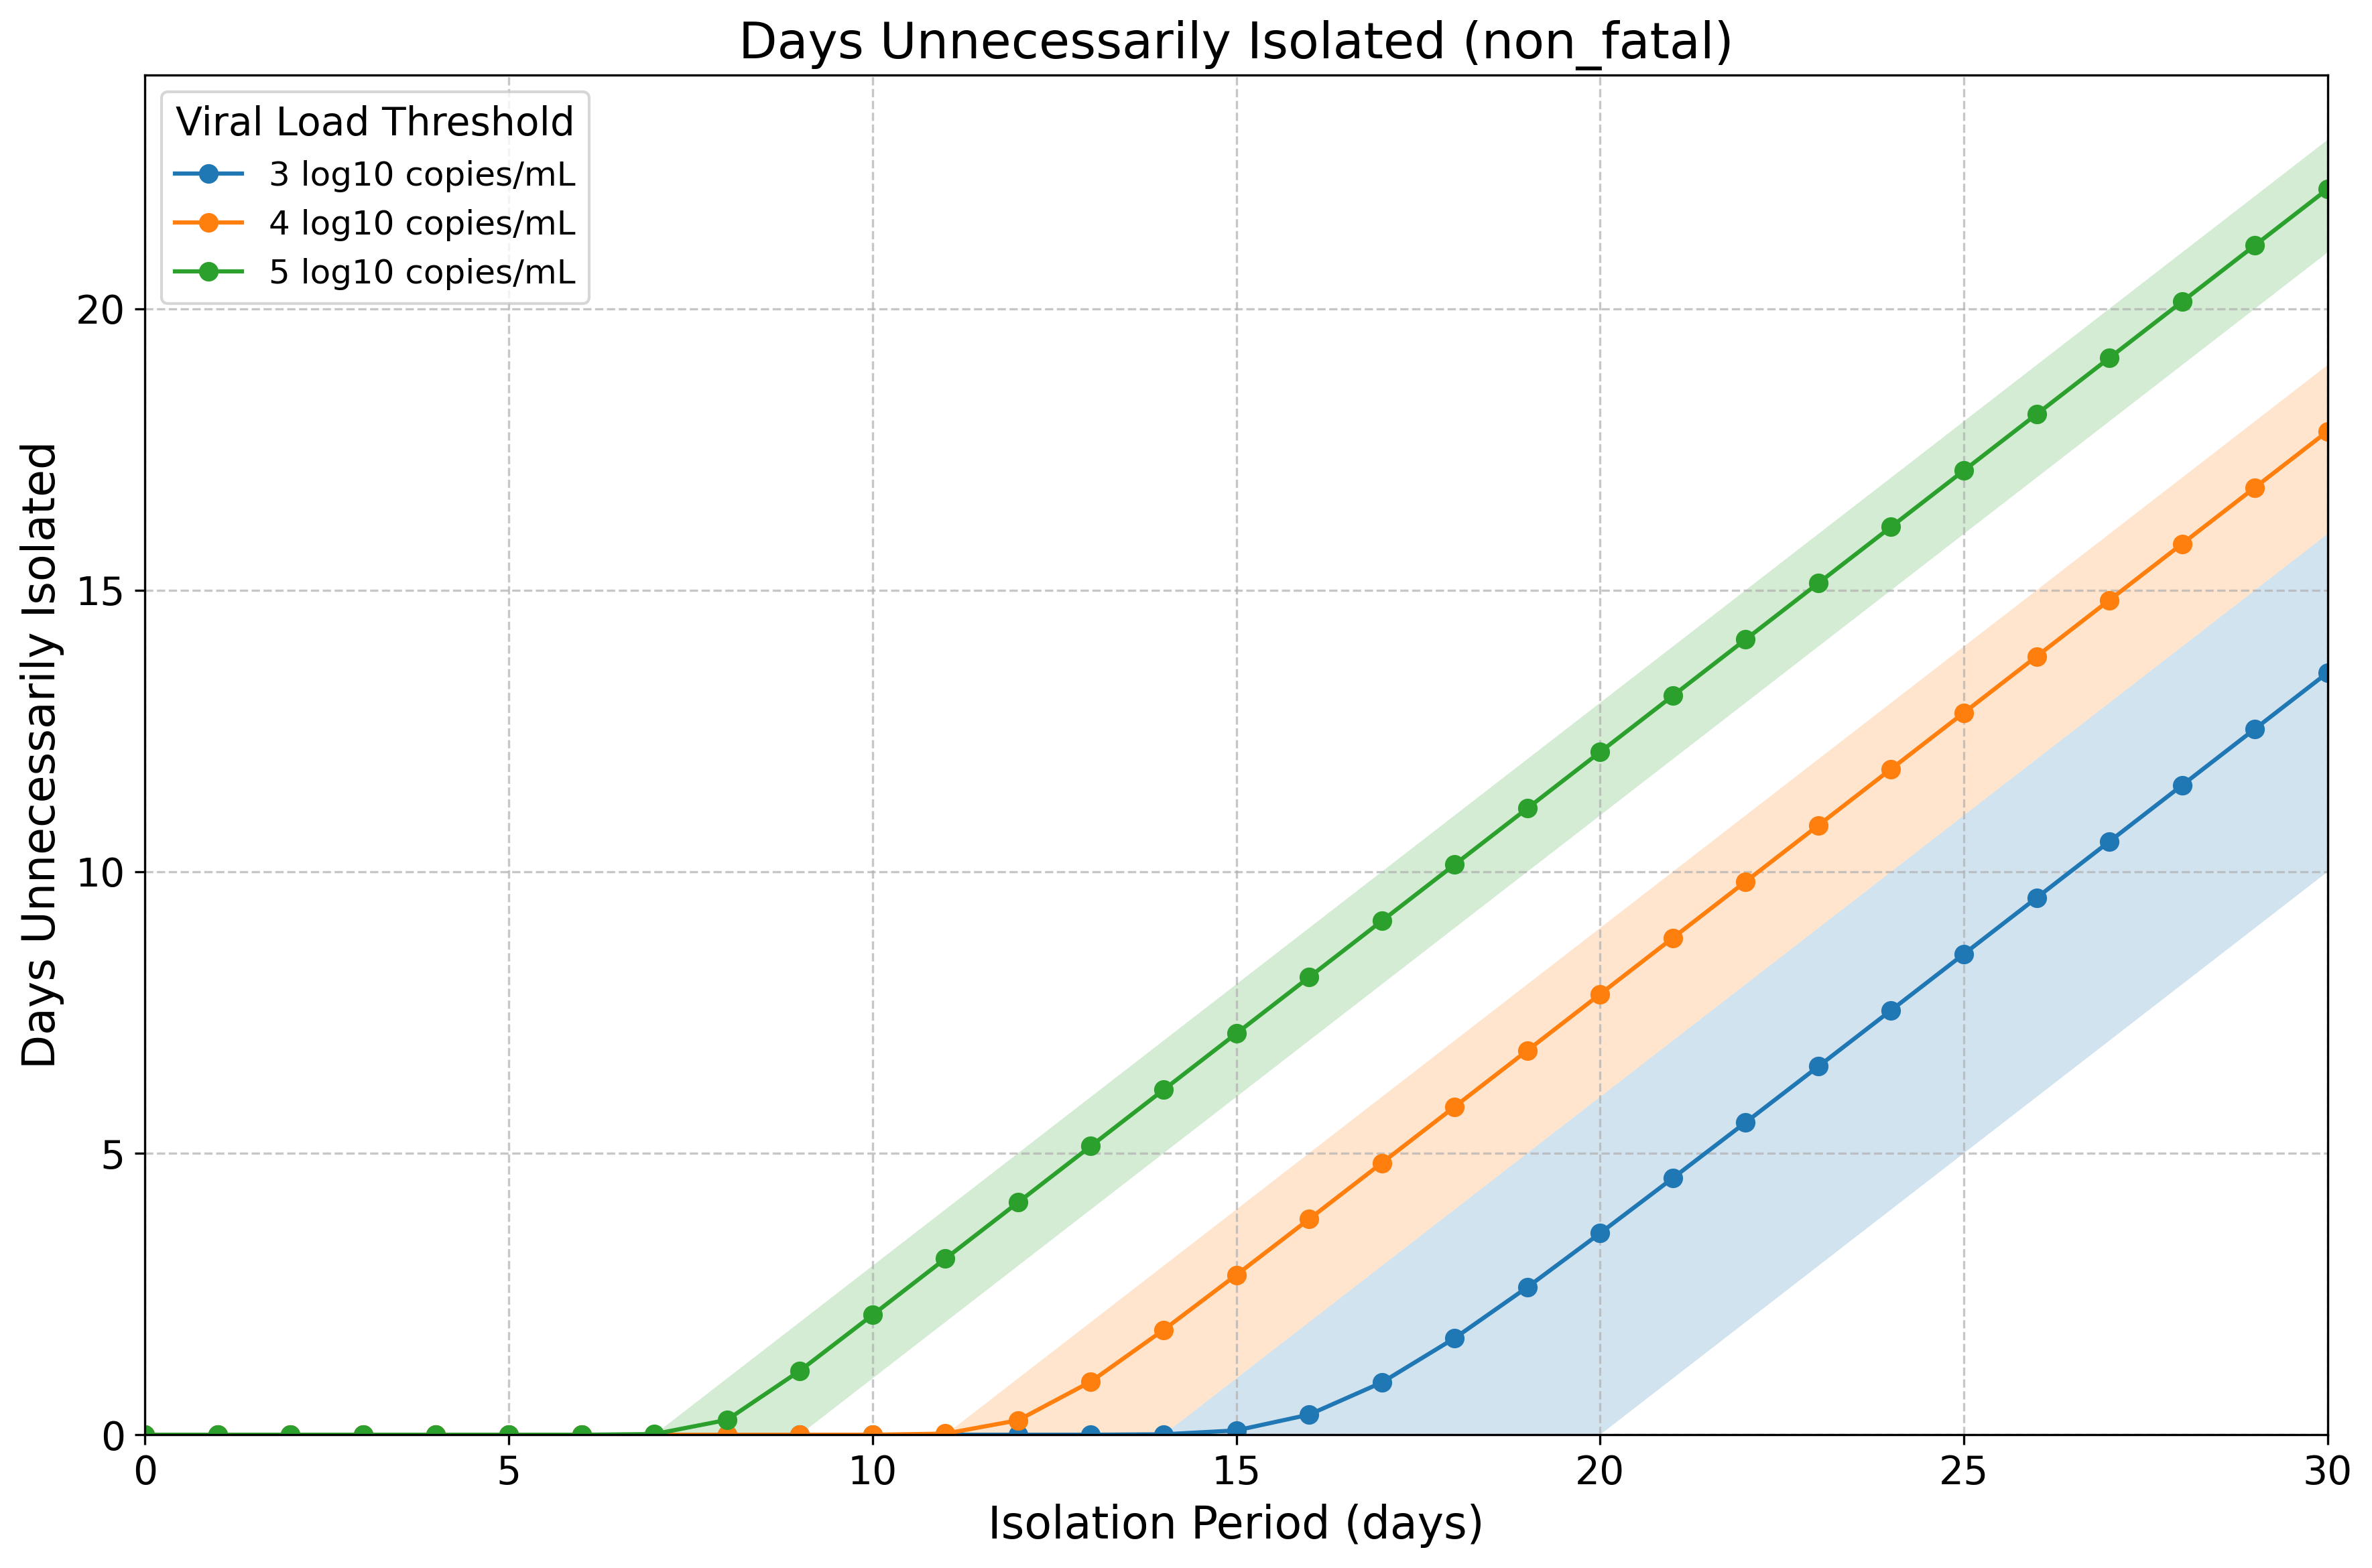 Days Unnecessarily Isolated (non_fatal)
Viral Load Threshold
3 log10 copies/mL
4 log10 copies/mL
5 log10 copies/mL
Days Unnecessarily Isolated
20
15
10
5
0
0 5 10 15 20 25 30
Isolation Period (days)